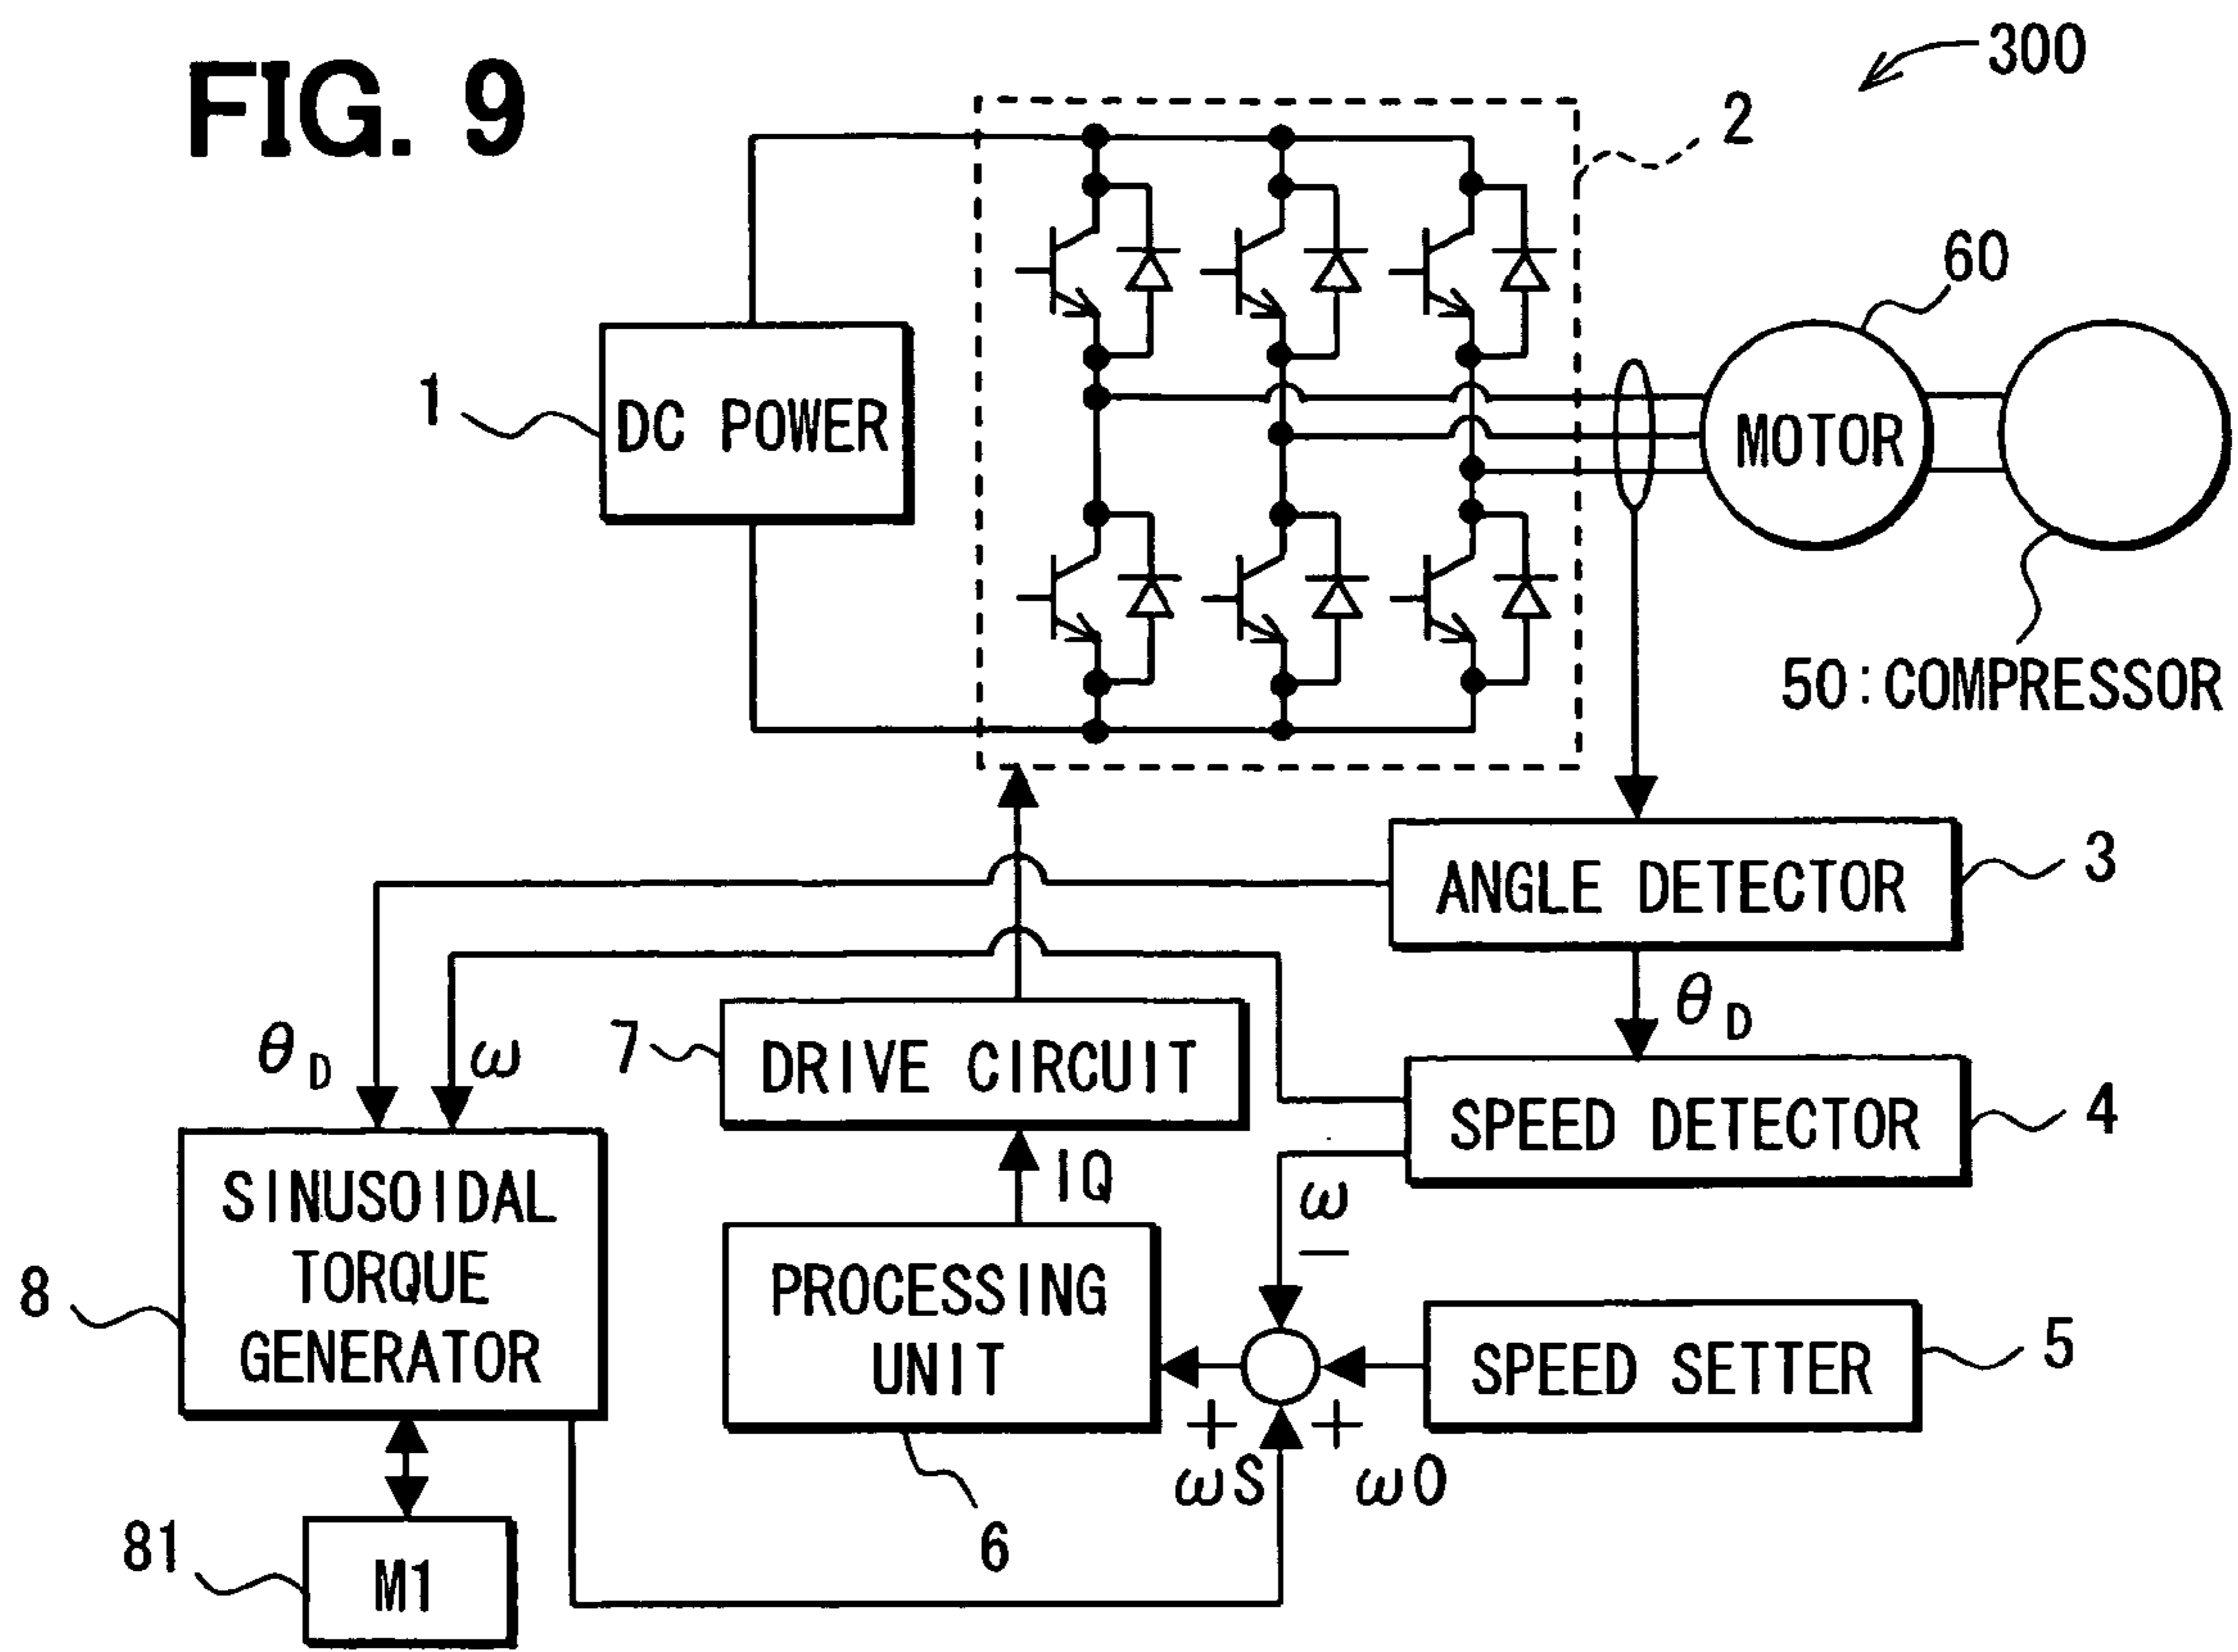 FIG. 9
300
2
60
1
DC POWER
MOTOR
50:COMPRESSOR
3
ANGLE DETECTOR
θD
θD
ω
7
DRIVE CIRCUIT
4
SPEED DETECTOR
IQ
ω
−
SINUSOIDAL
TORQUE
GENERATOR
8
PROCESSING
UNIT
5
SPEED SETTER
+
+
ωS
ω0
6
81
M1